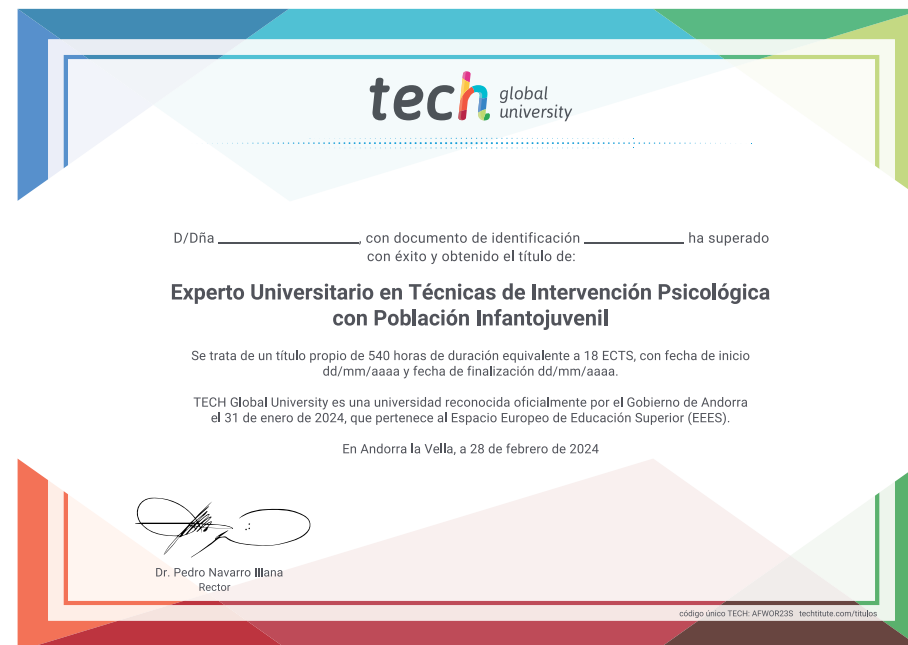 tech global university
D/Dña ______________, con documento de identificación __________ ha superado
con éxito y obtenido el título de:
Experto Universitario en Técnicas de Intervención Psicológica
con Población Infantojuvenil
Se trata de un título propio de 540 horas de duración equivalente a 18 ECTS, con fecha de inicio
dd/mm/aaaa y fecha de finalización dd/mm/aaaa.
TECH Global University es una universidad reconocida oficialmente por el Gobierno de Andorra
el 31 de enero de 2024, que pertenece al Espacio Europeo de Educación Superior (EEES).
En Andorra la Vella, a 28 de febrero de 2024
Dr. Pedro Navarro Illana
Rector
código único TECH: AFWOR23S techtitute.com/titulos